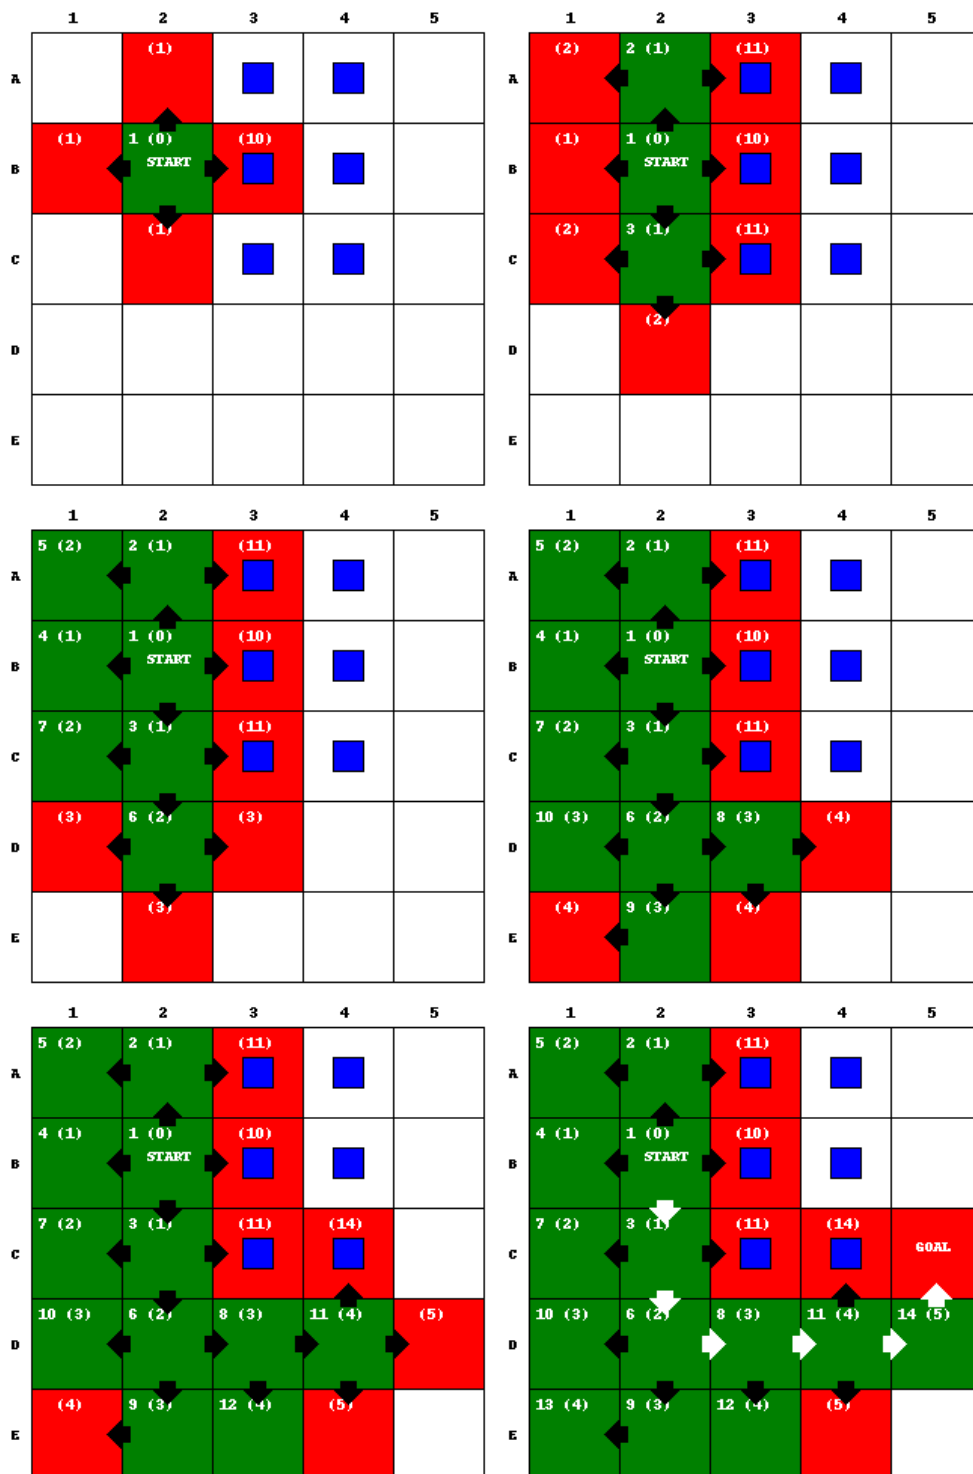 1 2 3 4 5 1 2 3 4 5
A (1) A (2) 2 (1) (11)
B (1) 1 (0) (10) B (1) 1 (0) (10)
START START
C (1) C (2) 3 (1) (11)
D D (2)
E E
1 2 3 4 5 1 2 3 4 5
A 5 (2) 2 (1) (11) A 5 (2) 2 (1) (11)
B 4 (1) 1 (0) (10) B 4 (1) 1 (0) (10)
START START
C 7 (2) 3 (1) (11) C 7 (2) 3 (1) (11)
D (3) 6 (2) (3) D 10 (3) 6 (2) 8 (3) (4)
E (3) E (4) 9 (3) (4)
1 2 3 4 5 1 2 3 4 5
A 5 (2) 2 (1) (11) A 5 (2) 2 (1) (11)
B 4 (1) 1 (0) (10) B 4 (1) 1 (0) (10)
START START
C 7 (2) 3 (1) (11) (14) C 7 (2) 3 (1) (11) (14) GOAL
D 10 (3) 6 (2) 8 (3) 11 (4) (5) D 10 (3) 6 (2) 8 (3) 11 (4) 14 (5)
E (4) 9 (3) 12 (4) (5) E 13 (4) 9 (3) 12 (4) (5)